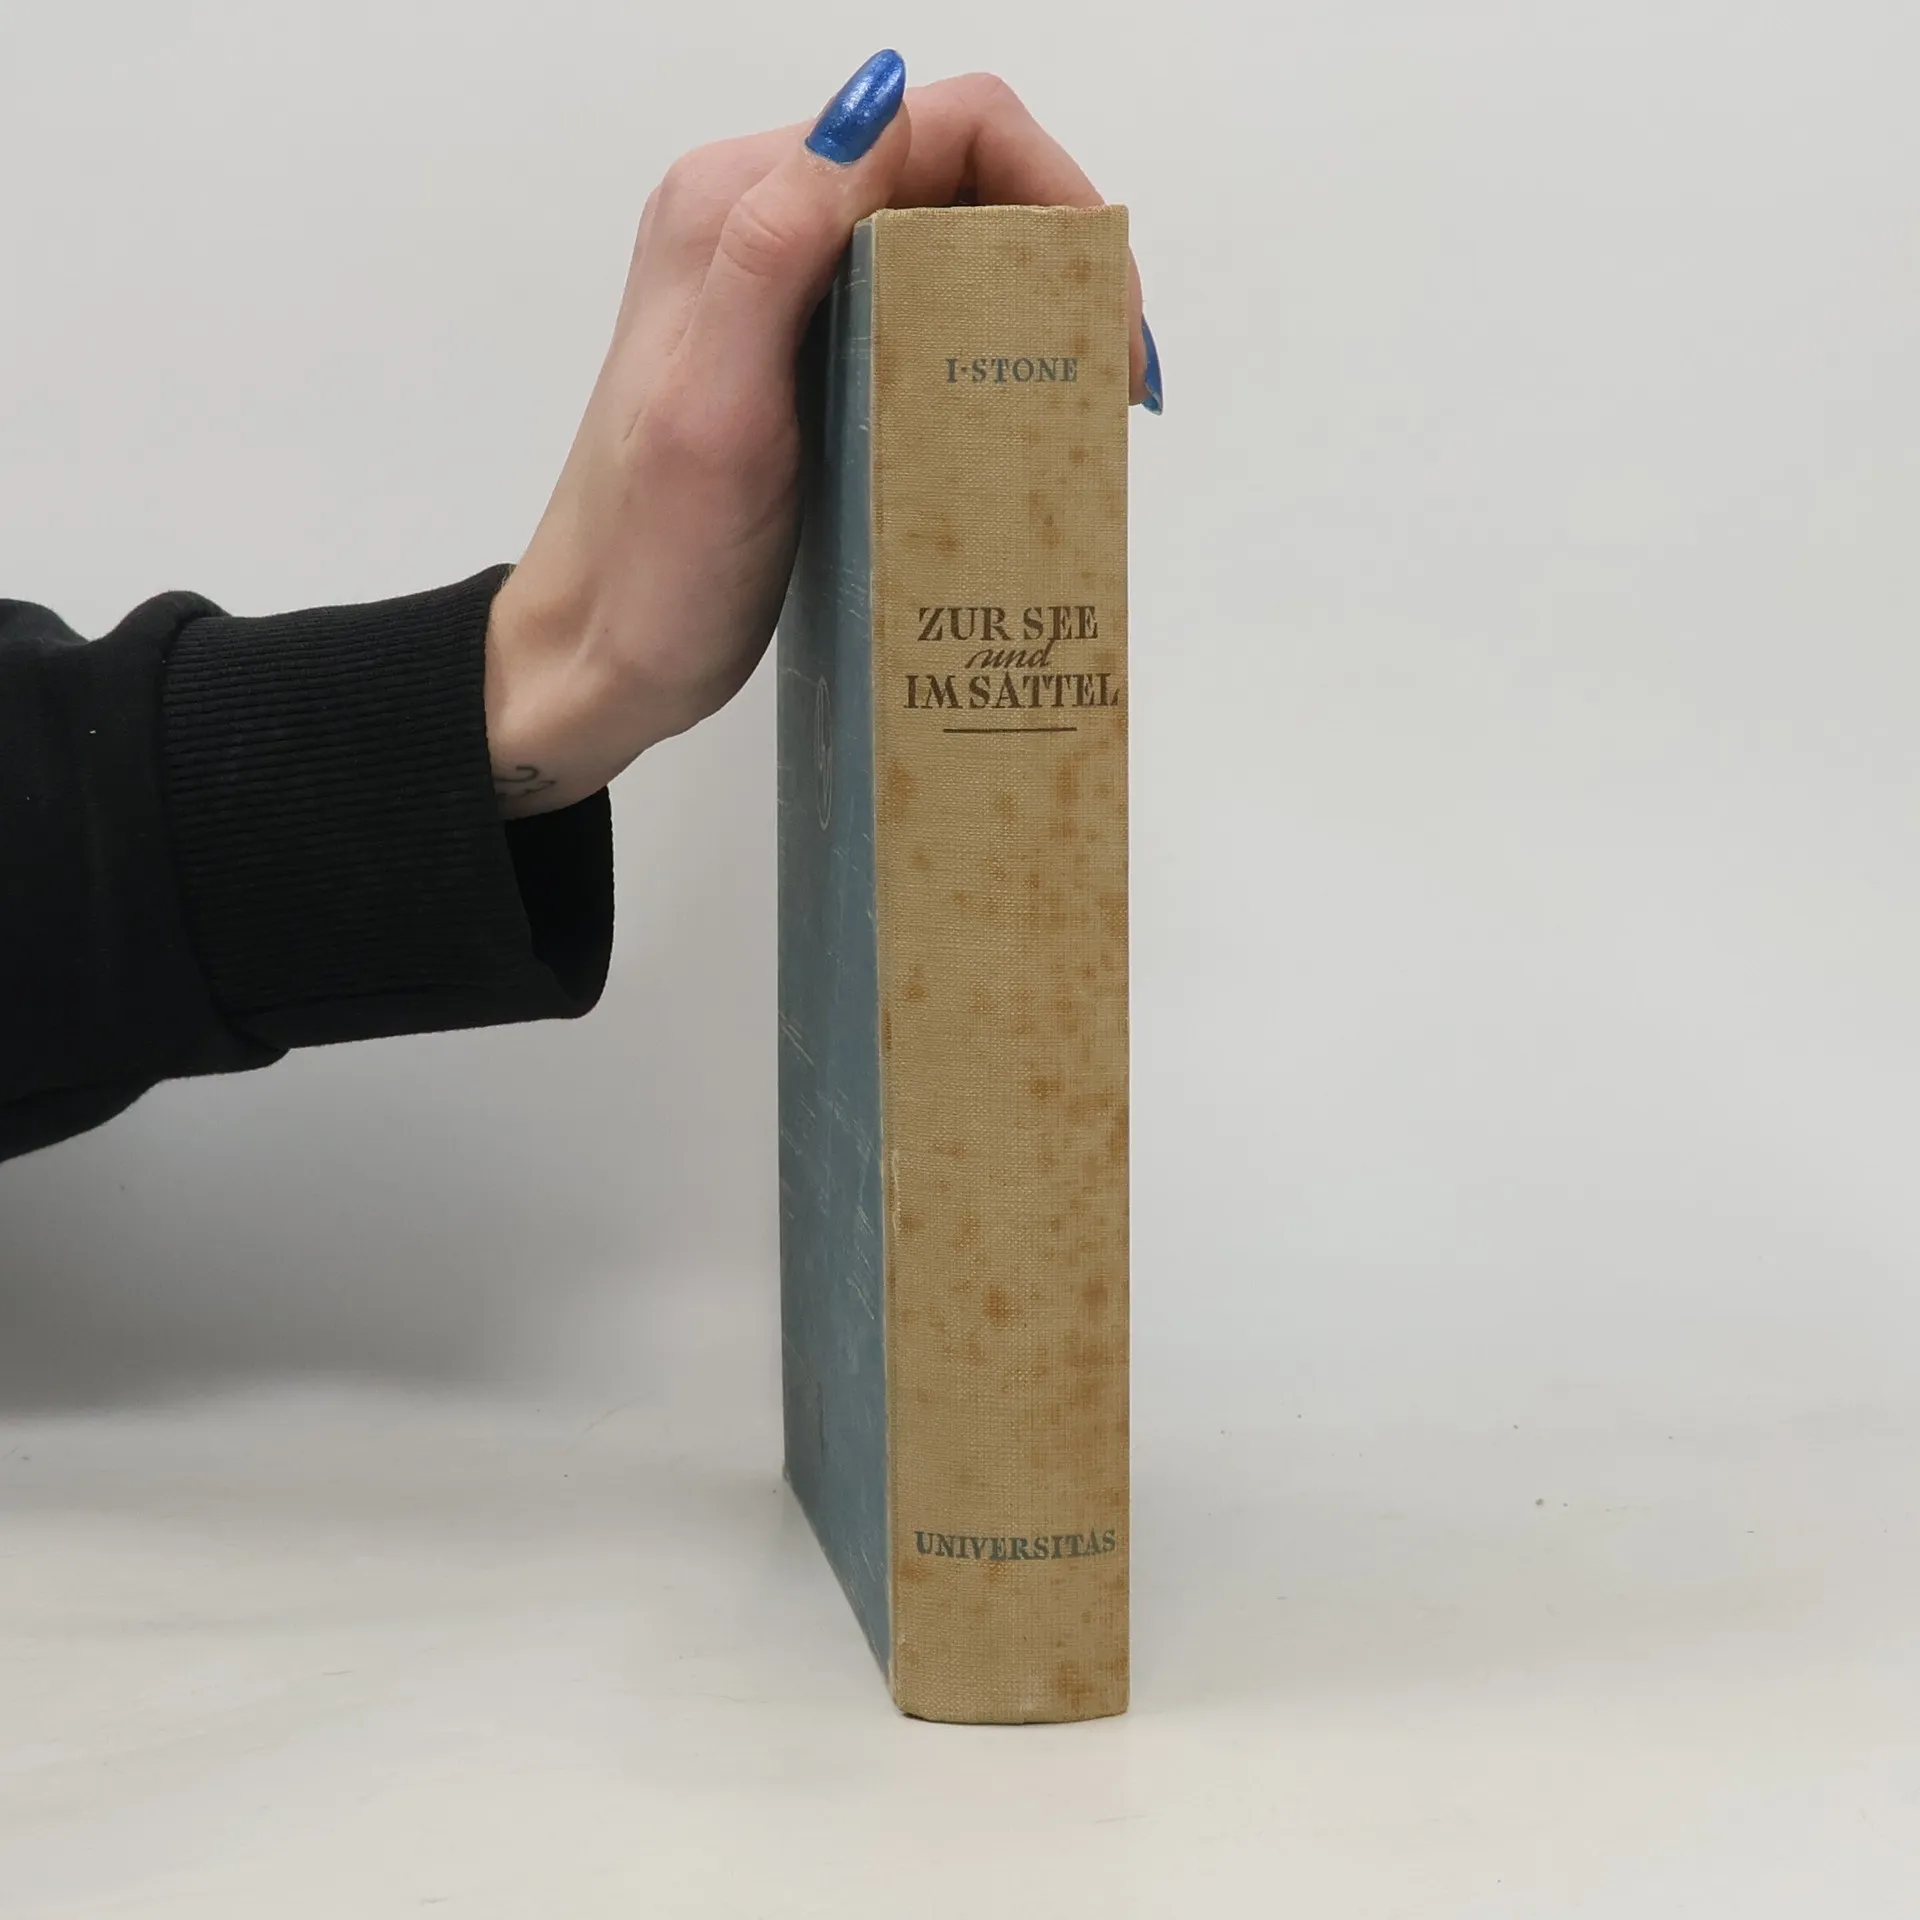 I·STONE
ZUR SEE
und
IM SATTEL
UNIVERSITAS